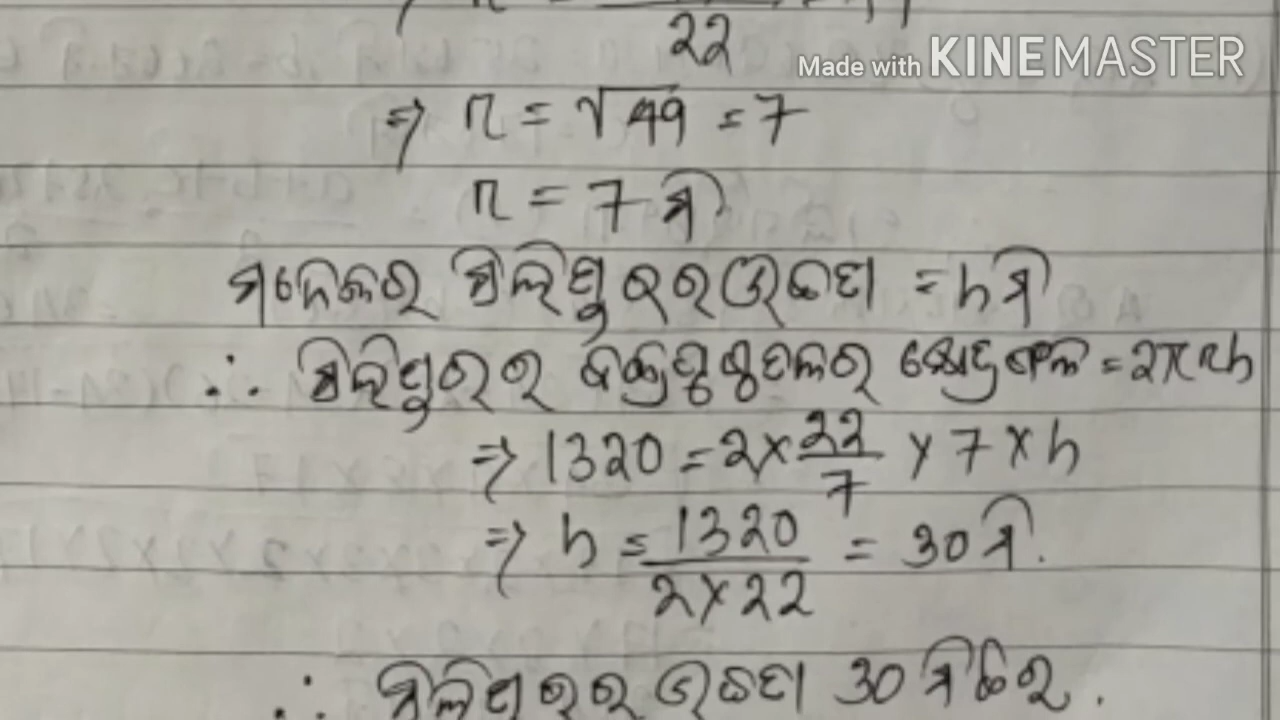 22
Made with KINEMASTER
⇒ r = √49 = 7
r = 7 ମି
ମନେକର ସିଲିଣ୍ଡରର ଉଚ୍ଚତା = h ମି
∴ ସିଲିଣ୍ଡରର ବକ୍ରପୃଷ୍ଠତଳର କ୍ଷେତ୍ରଫଳ = 2πrh
⇒ 1320 = 2 × 22/7 × 7 × h
⇒ h = 1320/2×22 = 30 ମି.
∴ ସିଲିଣ୍ଡରର ଉଚ୍ଚତା 30 ମିଟର.